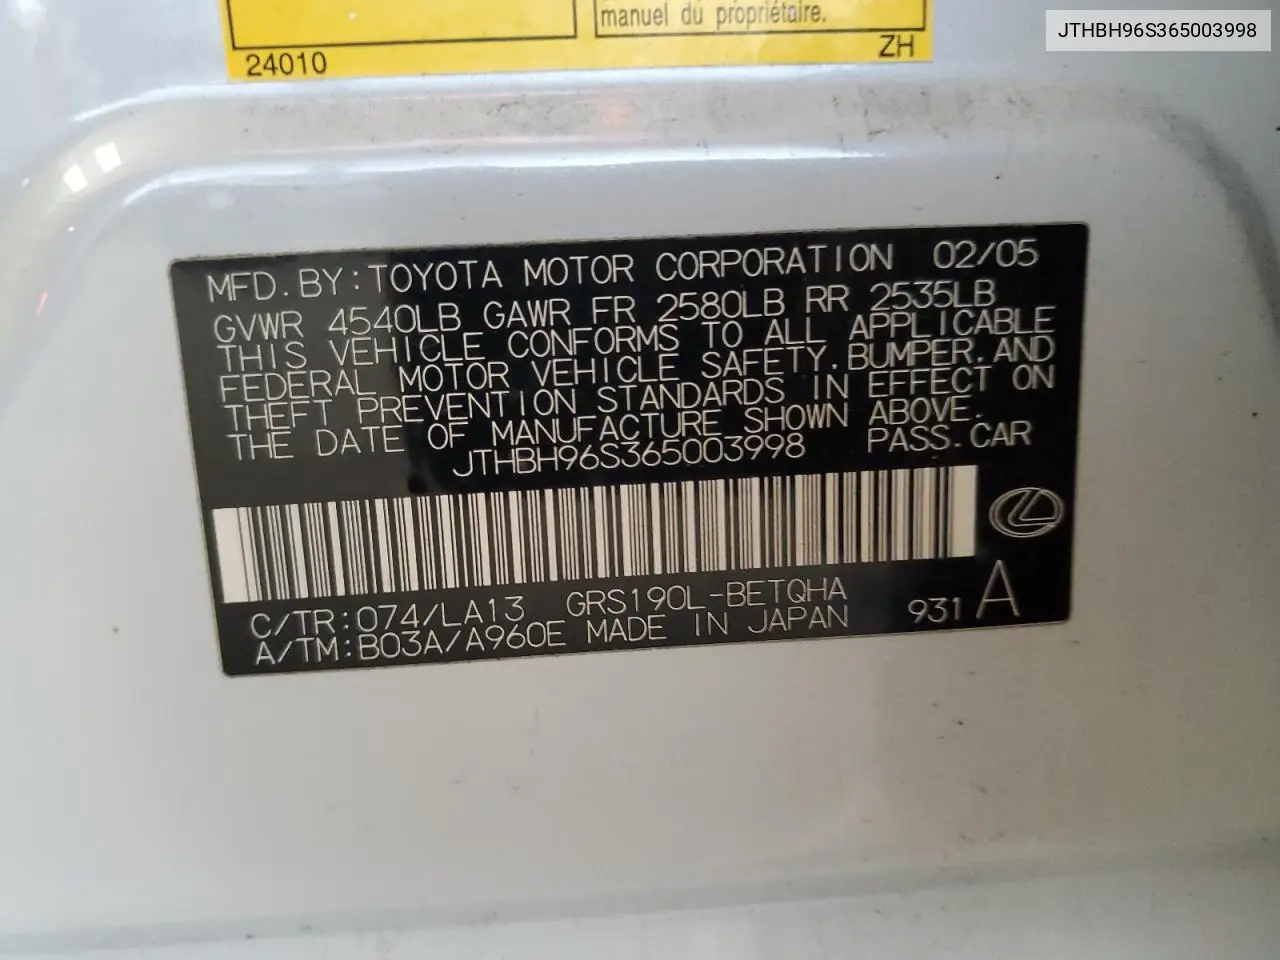 manuel du propriétaire.
24010
ZH
JTHBH96S365003998
MFD. BY: TOYOTA MOTOR CORPORATION 02/05
GVWR 4540LB GAWR FR 2580LB RR 2535LB
THIS VEHICLE CONFORMS TO ALL APPLICABLE
FEDERAL MOTOR VEHICLE SAFETY, BUMPER, AND
THEFT PREVENTION STANDARDS IN EFFECT ON
THE DATE OF MANUFACTURE SHOWN ABOVE.
JTHBH96S365003998 PASS. CAR
C/TR: 074/LA13 GRS190L-BETQHA
A/TM: B03A/A960E MADE IN JAPAN 931 A